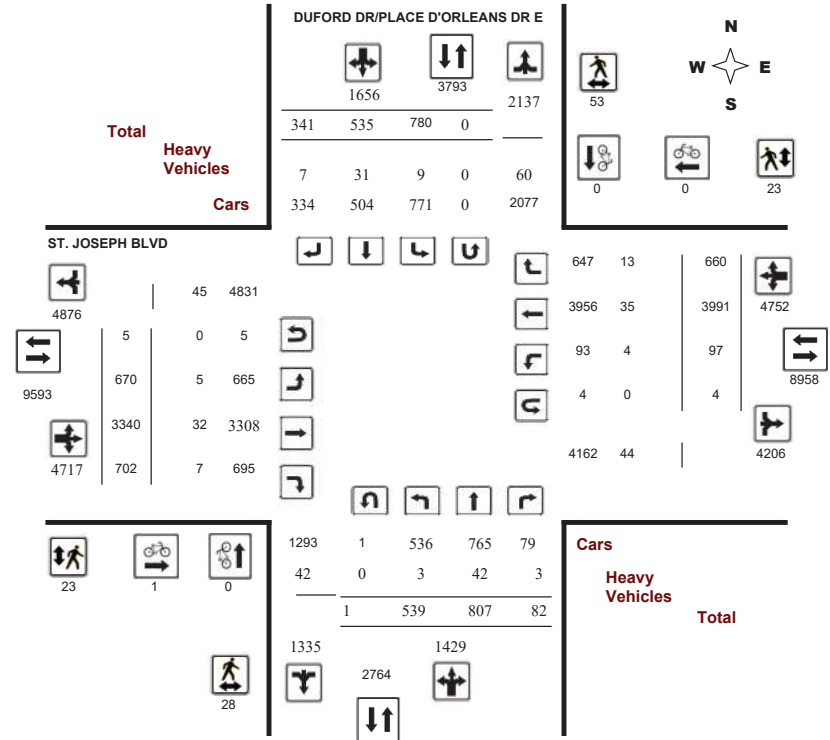 DUFORD DR/PLACE D'ORLEANS DR E
N
W E
S
1656
3793
2137
53
341 535 780 0
Total
Heavy
Vehicles
Cars
7 31 9 0 60
334 504 771 0 2077
0 0 23
ST. JOSEPH BLVD
4876
45 4831
9593
5 0 5
670 5 665
3340 32 3308
4717
702 7 695
647 13 660
3956 35 3991
4752
93 4 97
8958
4 0 4
4162 44
4206
23 1 0
28
1293 1 536 765 79
42 0 3 42 3
1 539 807 82
1335
1429
2764
Cars
Heavy
Vehicles
Total